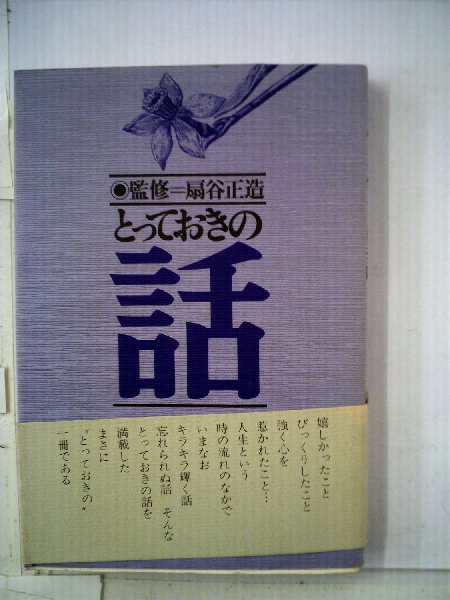 ◉監修＝扇谷正造
とっておきの
話
嬉しかったこと
びっくりしたこと
強く心を
惹かれたこと…
人生という
時の流れのなかで
いまなお
キラキラ輝く話
忘れられぬ話　そんな
とっておきの話を
満載した
まさに
〝とっておきの〟
一冊である